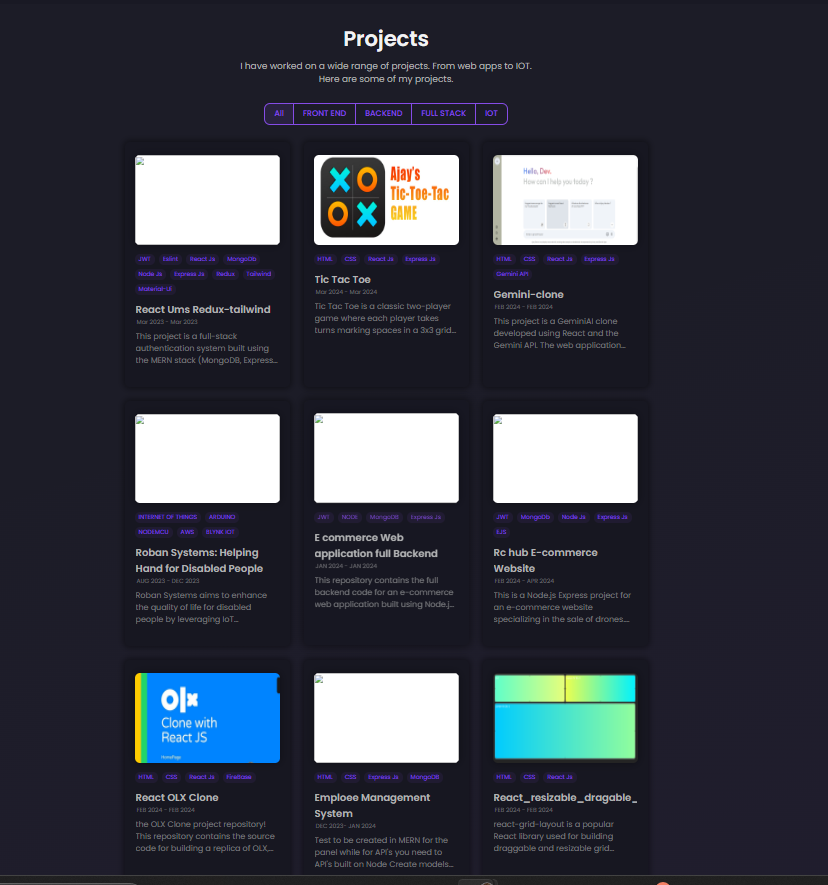 Projects
I have worked on a wide range of projects. From web apps to IOT.
Here are some of my projects.
All FRONT END BACKEND FULL STACK IOT
JWT Eslint React Js MongoDb
Node Js Express Js Redux Tailwind
Material-UI
React Ums Redux-tailwind
Mar 2023 - Mar 2023
This project is a full-stack
authentication system built using
the MERN stack (MongoDB, Express...
Ajay's
Tic-Toe-Tac
GAME
HTML CSS React Js Express Js
Tic Tac Toe
Mar 2024 - Mar 2024
Tic Tac Toe is a classic two-player
game where each player takes
turns marking spaces in a 3x3 grid...
Hello, Dev.
How can i help you today ?
HTML CSS React Js Express Js
Gemini API
Gemini-clone
FEB 2024 - FEB 2024
This project is a GeminiAI clone
developed using React and the
Gemini API. The web application...
INTERNET OF THINGS ARDUINO
NODEMCU AWS BLYNK IOT
Roban Systems: Helping
Hand for Disabled People
AUG 2023 - DEC 2023
Roban Systems aims to enhance
the quality of life for disabled
people by leveraging IoT...
JWT NODE MongoDB Express Js
E commerce Web
application full Backend
JAN 2024 - JAN 2024
This repository contains the full
backend code for an e-commerce
web application built using Node.j...
JWT MongoDb Node Js Express Js
EJS
Rc hub E-commerce
Website
FEB 2024 - APR 2024
This is a Node.js Express project for
an e-commerce website
specializing in the sale of drones....
olx
Clone with
React JS
HomePage
HTML CSS React Js FireBase
React OLX Clone
FEB 2024 - FEB 2024
the OLX Clone project repository!
This repository contains the source
code for building a replica of OLX,...
HTML CSS Express Js MongoDB
Emploee Management
System
DEC 2023- JAN 2024
Test to be created in MERN for the
panel while for API's you need to
API's built on Node Create models...
HTML CSS React Js
React_resizable_dragable_
FEB 2024 - FEB 2024
react-grid-layout is a popular
React library used for building
draggable and resizable grid...